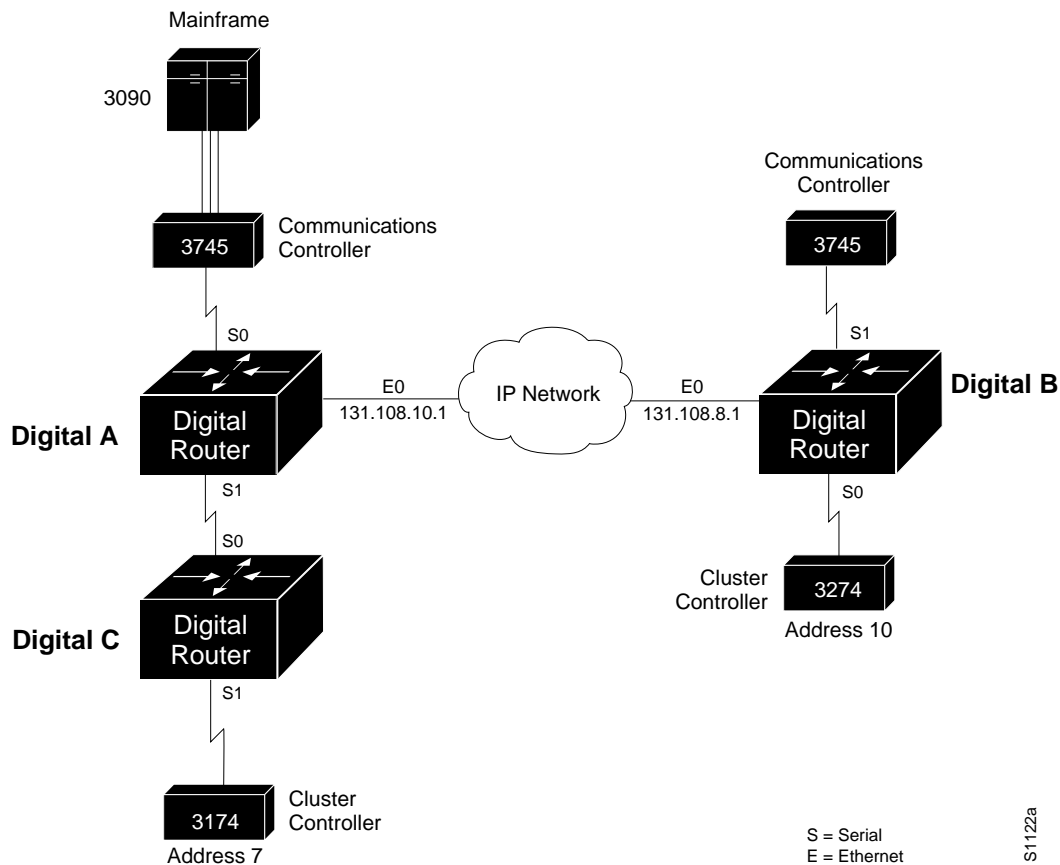 Mainframe
3090
Communications
Controller
3745
Communications
Controller
3745
S0
S1
Digital
Router
Digital A
E0
131.108.10.1
IP Network
E0
131.108.8.1
Digital
Router
Digital B
S1
S0
S0
Digital
Router
Digital C
Cluster
Controller
3274
Address 10
S1
3174
Cluster
Controller
Address 7
S = Serial
E = Ethernet
S1122a